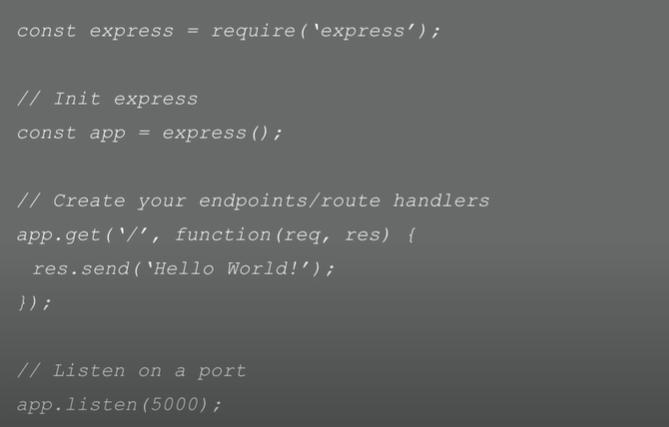 const express = require(‘express’);
// Init express
const app = express();
// Create your endpoints/route handlers
app.get(‘/’, function(req, res) {
res.send(‘Hello World!’);
});
// Listen on a port
app.listen(5000);